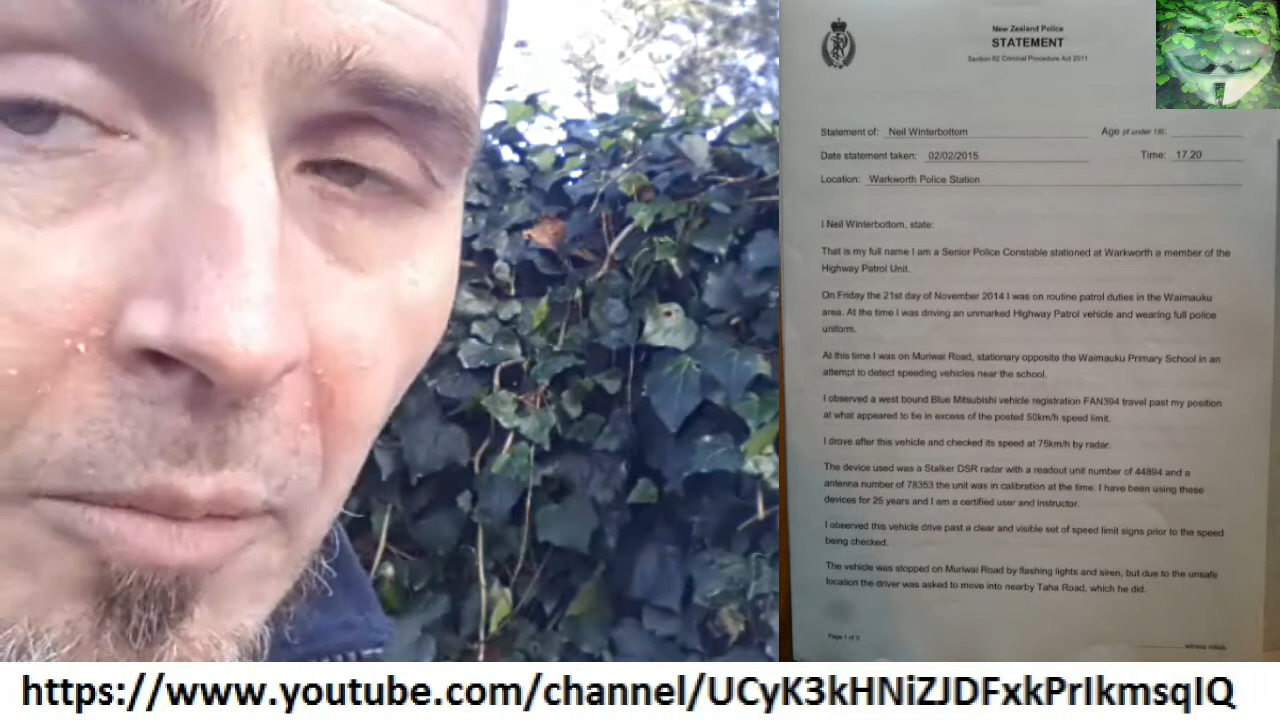 New Zealand Police
STATEMENT
Section 82 Criminal Procedure Act 2011
Statement of: Neil Winterbottom Age (if under 18):
Date statement taken: 02/02/2015 Time: 17.20
Location: Warkworth Police Station
I Neil Winterbottom, state:
That is my full name I am a Senior Police Constable stationed at Warkworth a member of the
Highway Patrol Unit.
On Friday the 21st day of November 2014 I was on routine patrol duties in the Waimauku
area. At the time I was driving an unmarked Highway Patrol vehicle and wearing full police
uniform.
At this time I was on Muriwai Road, stationary opposite the Waimauku Primary School in an
attempt to detect speeding vehicles near the school.
I observed a west bound Blue Mitsubishi vehicle registration FAN394 travel past my position
at what appeared to be in excess of the posted 50km/h speed limit.
I drove after this vehicle and checked its speed at 75km/h by radar.
The device used was a Stalker DSR radar with a readout unit number of 44894 and a
antenna number of 78353 the unit was in calibration at the time. I have been using these
devices for 25 years and I am a certified user and instructor.
I observed this vehicle drive past a clear and visible set of speed limit signs prior to the speed
being checked.
The vehicle was stopped on Muriwai Road by flashing lights and siren, but due to the unsafe
location the driver was asked to move into nearby Taha Road, which he did.
Page 1 of 3
witness initials
https://www.youtube.com/channel/UCyK3kHNiZJDFxkPrIkmsqIQ